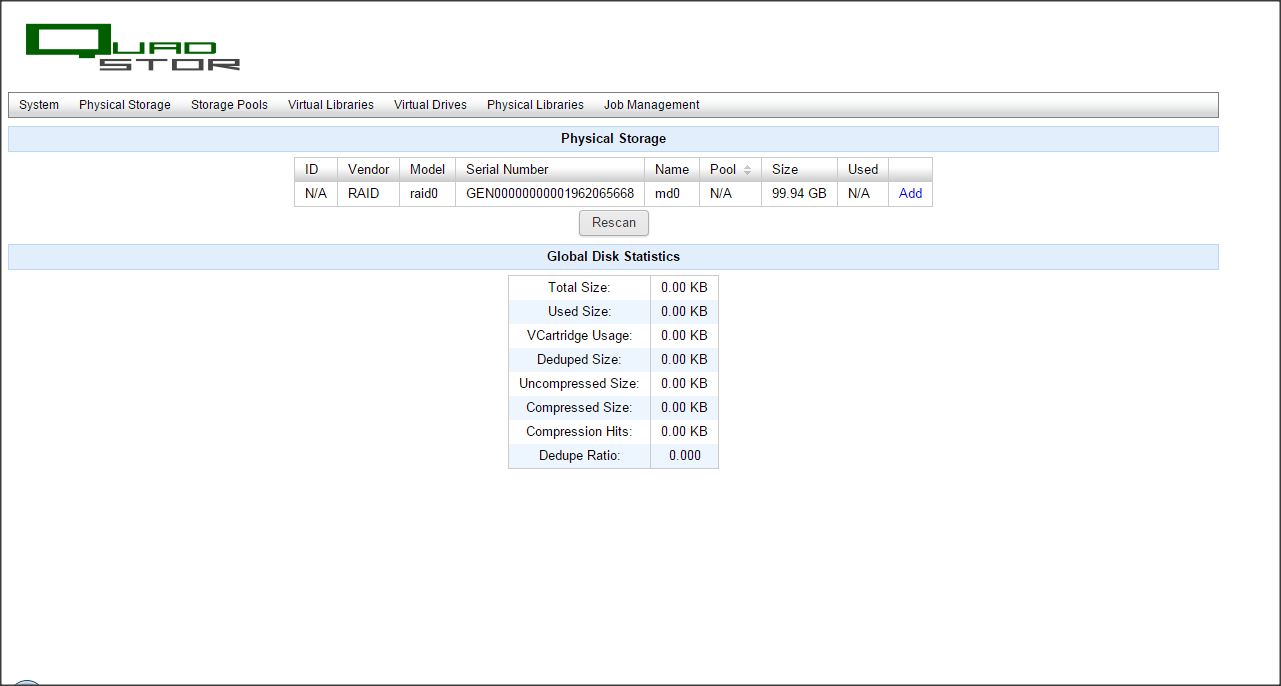 QUAD
STOR
System Physical Storage Storage Pools Virtual Libraries Virtual Drives Physical Libraries Job Management
Physical Storage
ID Vendor Model Serial Number Name Pool Size Used
N/A RAID raid0 GEN00000000001962065668 md0 N/A 99.94 GB N/A Add
Rescan
Global Disk Statistics
Total Size: 0.00 KB
Used Size: 0.00 KB
VCartridge Usage: 0.00 KB
Deduped Size: 0.00 KB
Uncompressed Size: 0.00 KB
Compressed Size: 0.00 KB
Compression Hits: 0.00 KB
Dedupe Ratio: 0.000